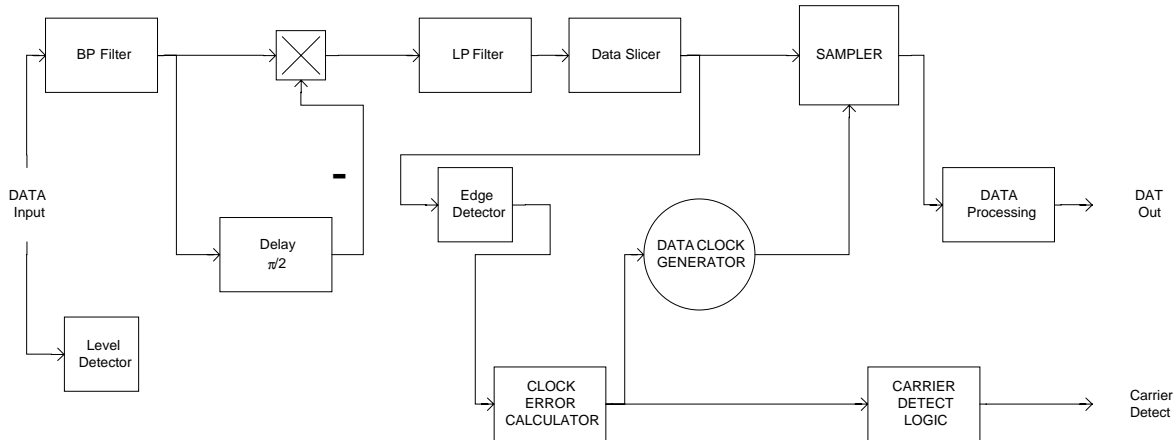 BP Filter
LP Filter
Data Slicer
SAMPLER
DATA
Input
-
Edge
Detector
DATA
Processing
DAT
Out
Delay
π/2
DATA CLOCK
GENERATOR
Level
Detector
CLOCK
ERROR
CALCULATOR
CARRIER
DETECT
LOGIC
Carrier
Detect